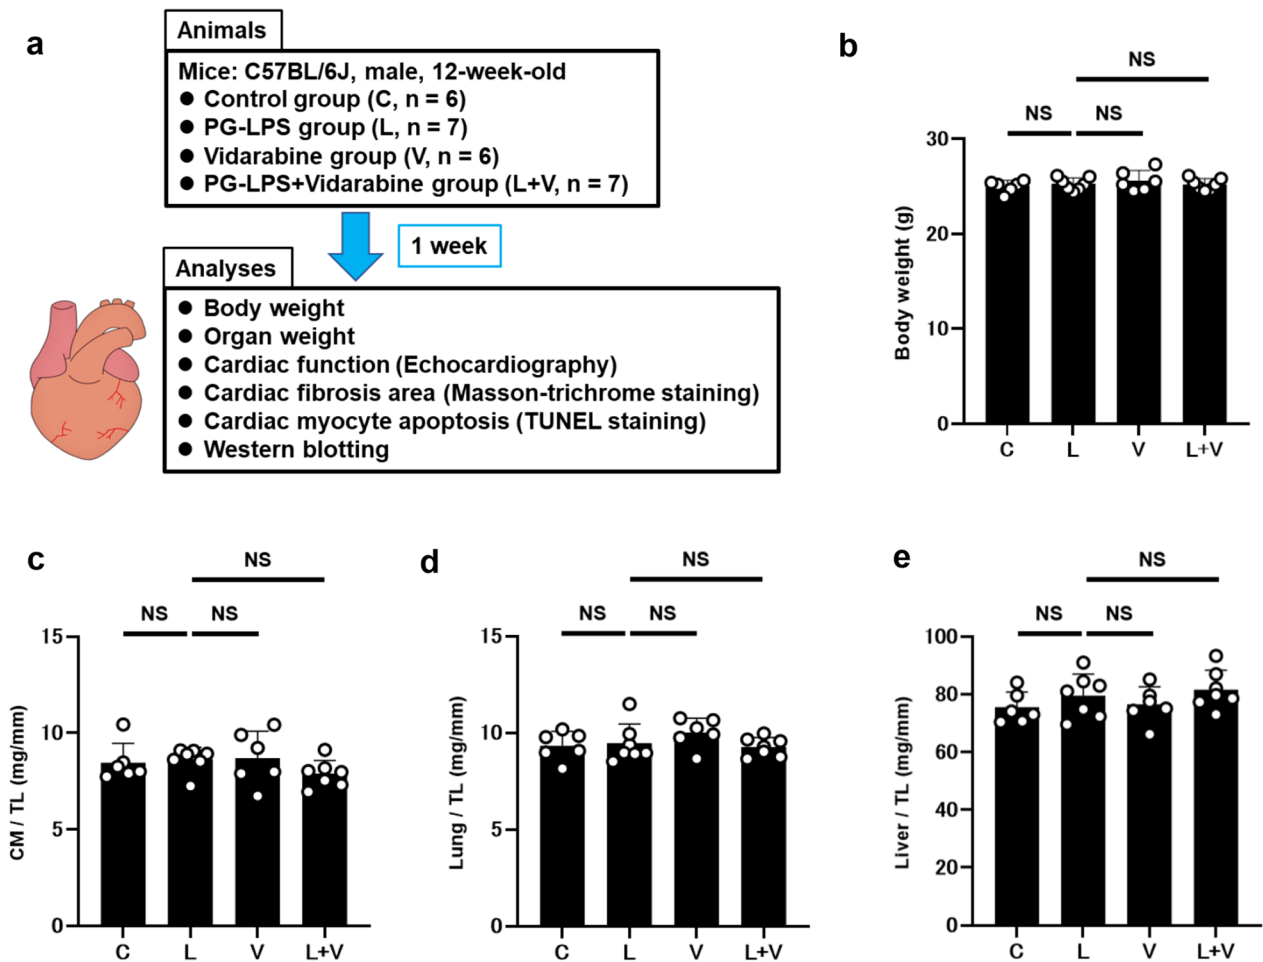 a
Animals
Mice: C57BL/6J, male, 12-week-old
● Control group (C, n = 6)
● PG-LPS group (L, n = 7)
● Vidarabine group (V, n = 6)
● PG-LPS+Vidarabine group (L+V, n = 7)
1 week
Analyses
● Body weight
● Organ weight
● Cardiac function (Echocardiography)
● Cardiac fibrosis area (Masson-trichrome staining)
● Cardiac myocyte apoptosis (TUNEL staining)
● Western blotting
b
NS
NS NS
Body weight (g)
30
20
10
0
C L V L+V
c
NS
NS NS
CM / TL (mg/mm)
15
10
5
0
C L V L+V
d
NS
NS NS
Lung / TL (mg/mm)
15
10
5
0
C L V L+V
e
NS
NS NS
Liver / TL (mg/mm)
100
80
60
40
20
0
C L V L+V